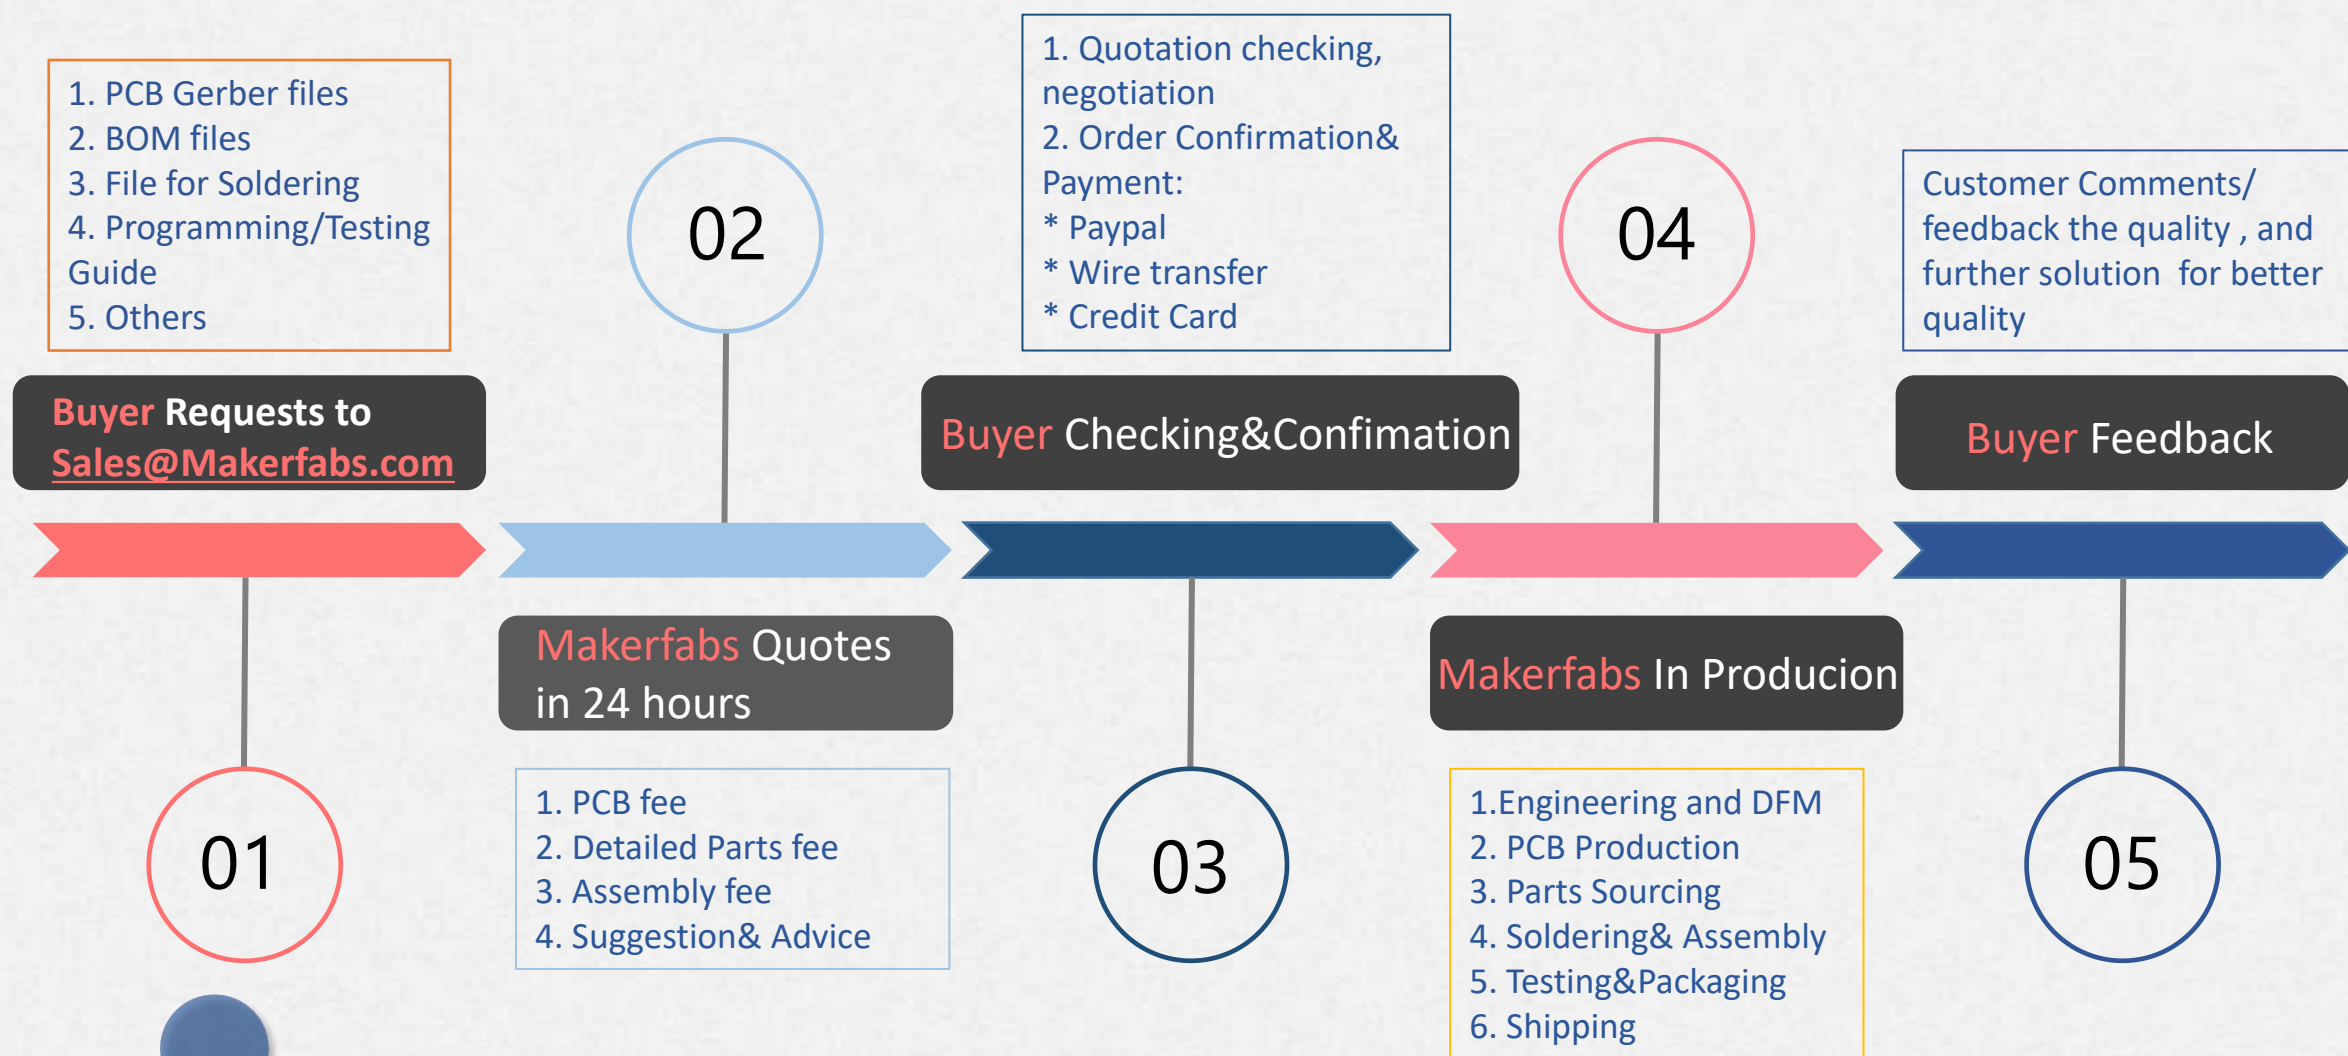 1. PCB Gerber files
2. BOM files
3. File for Soldering
4. Programming/Testing
Guide
5. Others
Buyer Requests to
Sales@Makerfabs.com
01
02
Makerfabs Quotes
in 24 hours
1. PCB fee
2. Detailed Parts fee
3. Assembly fee
4. Suggestion& Advice
1. Quotation checking,
negotiation
2. Order Confirmation&
Payment:
* Paypal
* Wire transfer
* Credit Card
Buyer Checking&Confimation
03
04
Makerfabs In Producion
1.Engineering and DFM
2. PCB Production
3. Parts Sourcing
4. Soldering& Assembly
5. Testing&Packaging
6. Shipping
Customer Comments/
feedback the quality , and
further solution  for better
quality
Buyer Feedback
05